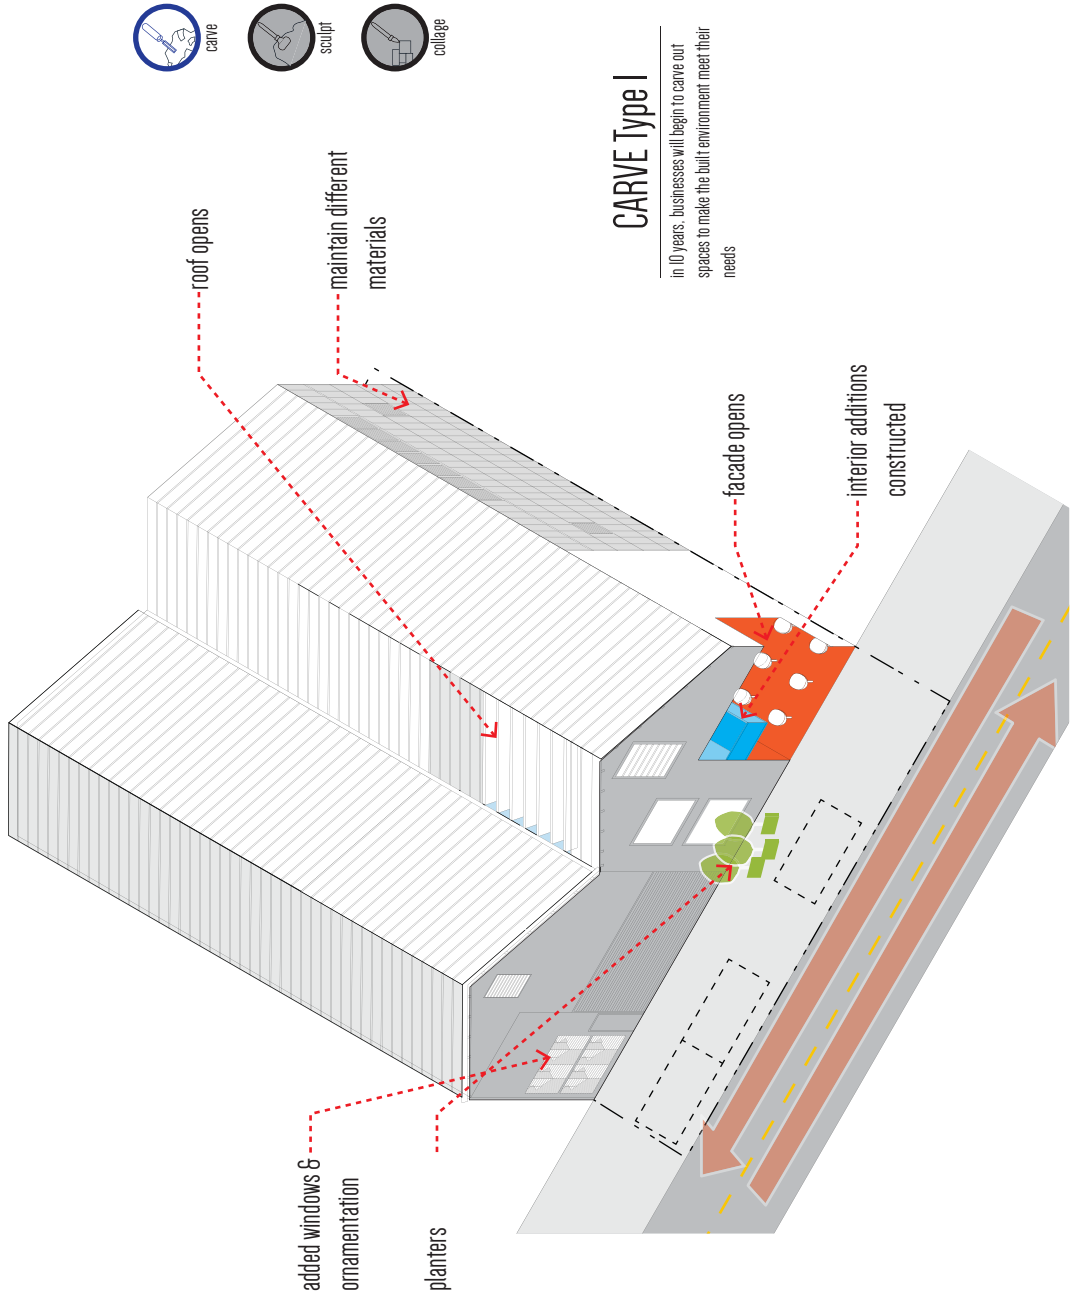 carve
sculpt
collage
CARVE Type I
in 10 years, businesses will begin to carve out
spaces to make the built environment meet their
needs
roof opens
maintain different
materials
facade opens
interior additions
constructed
added windows &
ornamentation
planters